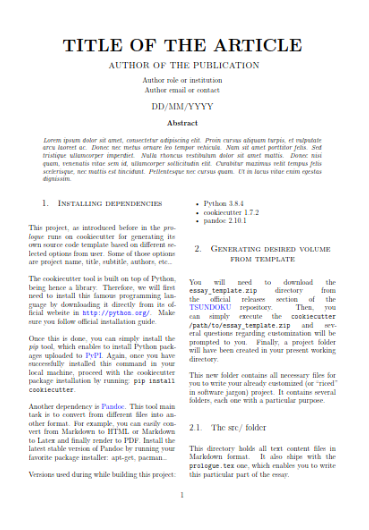 TITLE OF THE ARTICLE
AUTHOR OF THE PUBLICATION
Author role or institution
Author email or contact
DD/MM/YYYY
Abstract
Lorem ipsum dolor sit amet, consectetur adipiscing elit. Proin cursus aliquam turpis, et vulputate
arcu laoreet ac. Donec nec metus ornare leo tempor vehicula. Nam sit amet porttitor felis. Sed
tristique ullamcorper imperdiet. Nulla rhoncus vestibulum dolor sit amet mattis. Donec nisi
quam, venenatis vitae sem id, ullamcorper sollicitudin elit. Curabitur maximus velit tempus felis
scelerisque, nec mattis est tincidunt. Pellentesque nec cursus quam. Ut in lacus vitae enim egestas
dignissim.
1. Installing dependencies
This project, as introduced before in the pro-
logue runs on cookiecutter for generating its
own source code template based on different se-
lected options from user. Some of those options
are project name, title, subtitle, authors, etc...
The cookiecutter tool is built on top of Python,
being hence a library. Therefore, we will first
need to install this famous programming lan-
guage by downloading it directly from its of-
ficial website in http://python.org/. Make
sure you follow official installation guide.
Once this is done, you can simply install the
pip tool, which enables to install Python pack-
ages uploaded to PyPI. Again, once you have
successfully installed this command in your
local machine, proceed with the cookiecutter
package installation by running: pip install
cookiecutter.
Another dependency is Pandoc. This tool main
task is to convert from different files into an-
other format. For example, you can easily con-
vert from Markdown to HTML or Markdown
to Latex and finally render to PDF. Install the
latest stable version of Pandoc by running your
favorite package installer: apt-get, pacman...
Versions used during while building this project:
• Python 3.8.4
• cookiecutter 1.7.2
• pandoc 2.10.1
2. Generating desired volume
from template
You will need to download the
essay_template.zip directory from
the official releases section of the
TSUNDOKU repository. Then, you
can simply execute the cookiecutter
/path/to/essay_template.zip and sev-
eral questions regarding customization will be
prompted to you. Finally, a project folder
will have been created in your present working
directory.
This new folder contains all necessary files for
you to write your already customized (or "riced"
in software jargon) project. It contains several
folders, each one with a particular purpose.
2.1. The src/ folder
This directory holds all text content files in
Markdown format. It also ships with the
prologue.tex one, which enables you to write
this particular part of the essay.
1